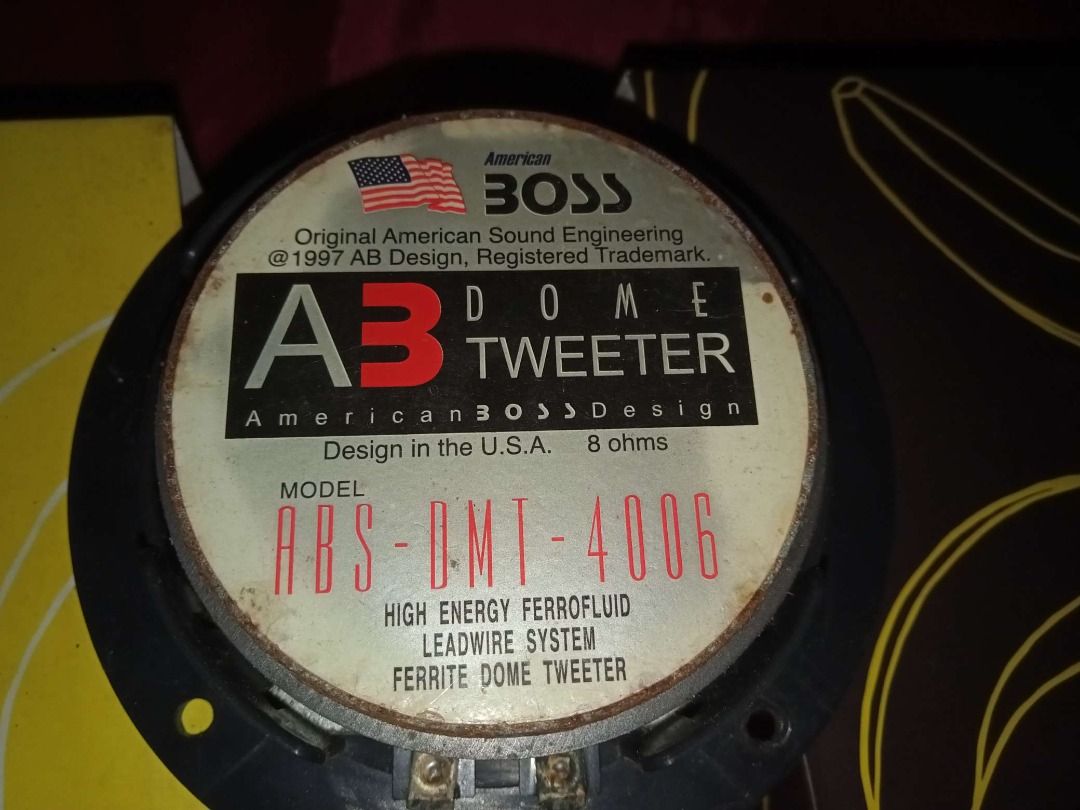 American
BOSS
Original American Sound Engineering
@1997 AB Design, Registered Trademark.
AB DOME
TWEETER
American BOSS Design
Design in the U.S.A. 8 ohms
MODEL
ABS-DMT-4006
HIGH ENERGY FERROFLUID
LEADWIRE SYSTEM
FERRITE DOME TWEETER